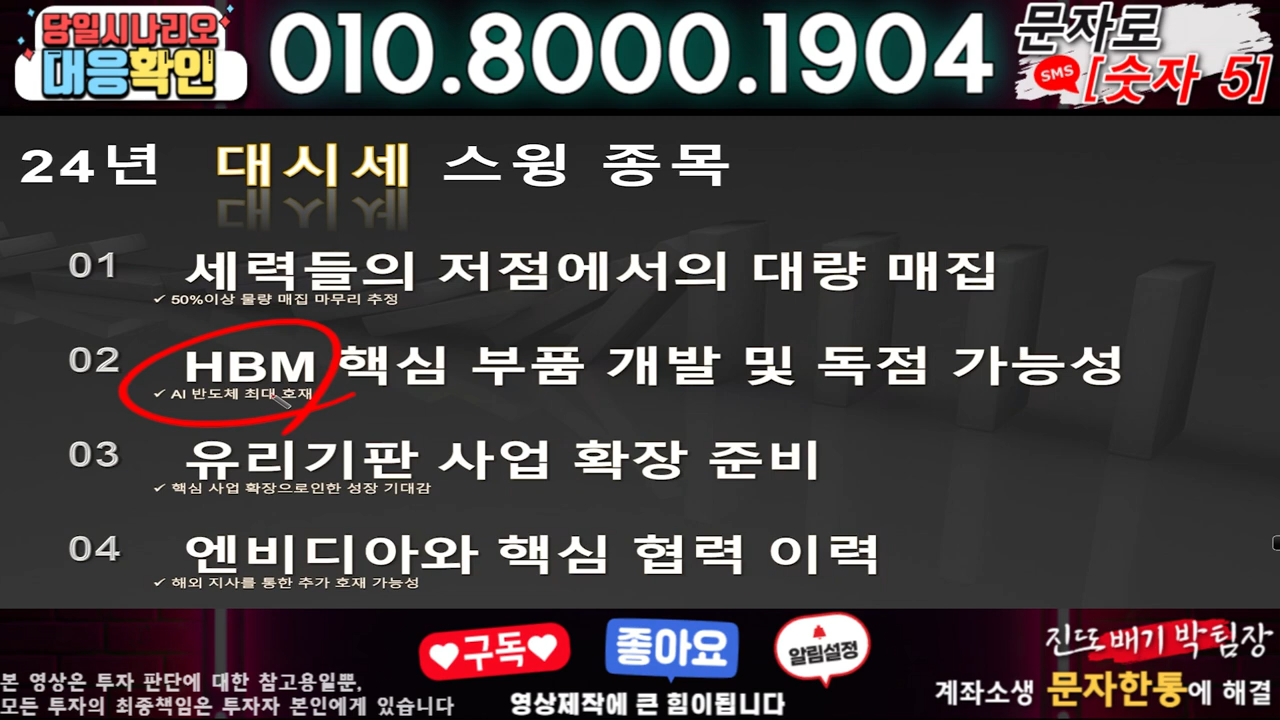 당일시나리오
대응확인
010.8000.1904
문자로
SMS [숫자 5]
24년 대시세 스윙 종목
01 세력들의 저점에서의 대량 매집
✓ 50%이상 물량 매집 마무리 추정
02 HBM 핵심 부품 개발 및 독점 가능성
✓ AI 반도체 최대 호재
03 유리기판 사업 확장 준비
✓ 핵심 사업 확장으로인한 성장 기대감
04 엔비디아와 핵심 협력 이력
✓ 해외 지사를 통한 추가 호재 가능성
구독
좋아요
알림설정
영상제작에 큰 힘이됩니다
본 영상은 투자 판단에 대한 참고용일뿐,
모든 투자의 최종책임은 투자자 본인에게 있습니다
진또배기 박팀장
계좌소생 문자한통에 해결